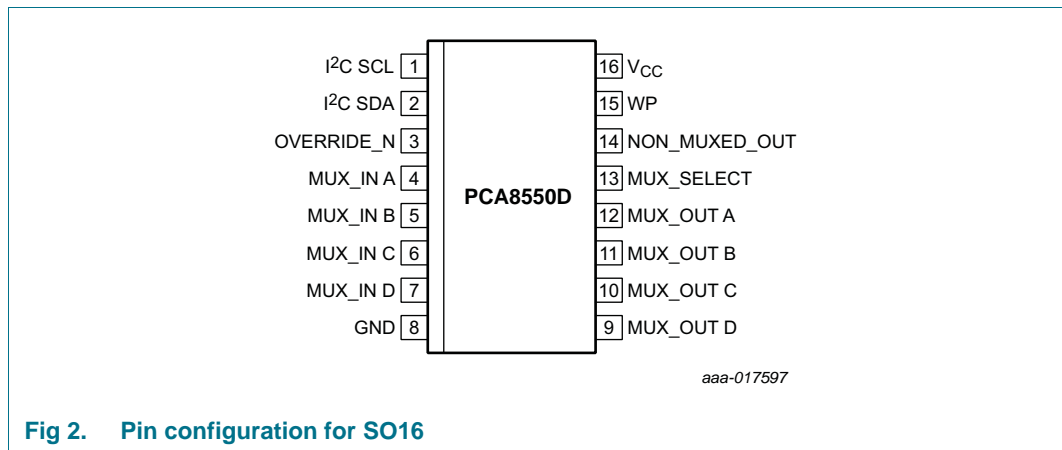 I2C SCL 1
I2C SDA 2
OVERRIDE_N 3
MUX_IN A 4
MUX_IN B 5
MUX_IN C 6
MUX_IN D 7
GND 8
PCA8550D
16 VCC
15 WP
14 NON_MUXED_OUT
13 MUX_SELECT
12 MUX_OUT A
11 MUX_OUT B
10 MUX_OUT C
9 MUX_OUT D
aaa-017597
Fig 2. Pin configuration for SO16